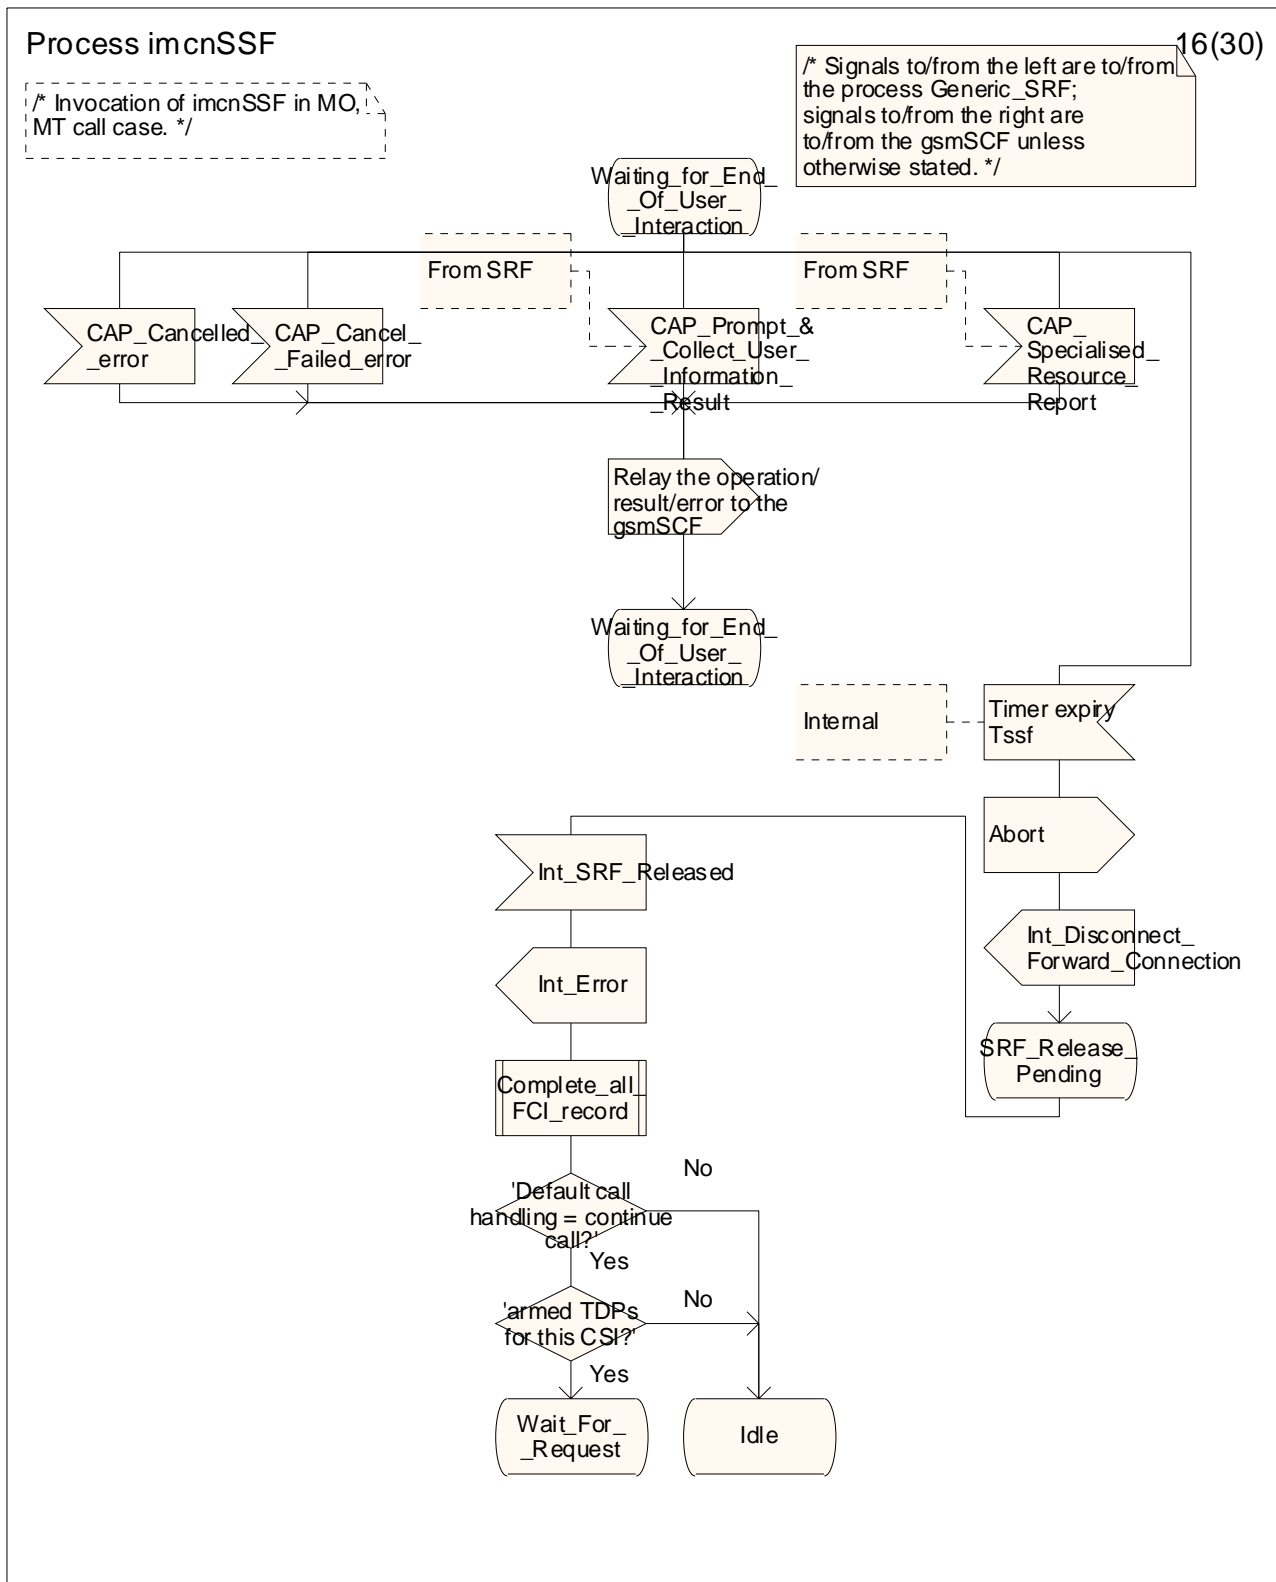 Process imcnSSF
16(30)
/* Invocation of imcnSSF in MO,
MT call case. */
/* Signals to/from the left are to/from
the process Generic_SRF;
signals to/from the right are
to/from the gsmSCF unless
otherwise stated. */
Waiting_for_End_
_Of_User_
_Interaction
From SRF
From SRF
CAP_Cancelled_
_error
CAP_Cancel_
_Failed_error
CAP_Prompt_&
_Collect_User_
_Information_
_Result
CAP_
Specialised_
Resource_
Report
Relay the operation/
result/error to the
gsmSCF
Waiting_for_End_
_Of_User_
_Interaction
Internal
Timer expiry
Tssf
Abort
Int_SRF_Released
Int_Disconnect_
Forward_Connection
Int_Error
SRF_Release_
Pending
Complete_all_
FCI_record
No
'Default call
handling = continue
call?'
Yes
'armed TDPs
for this CSI?'
No
Yes
Wait_For_
_Request
Idle